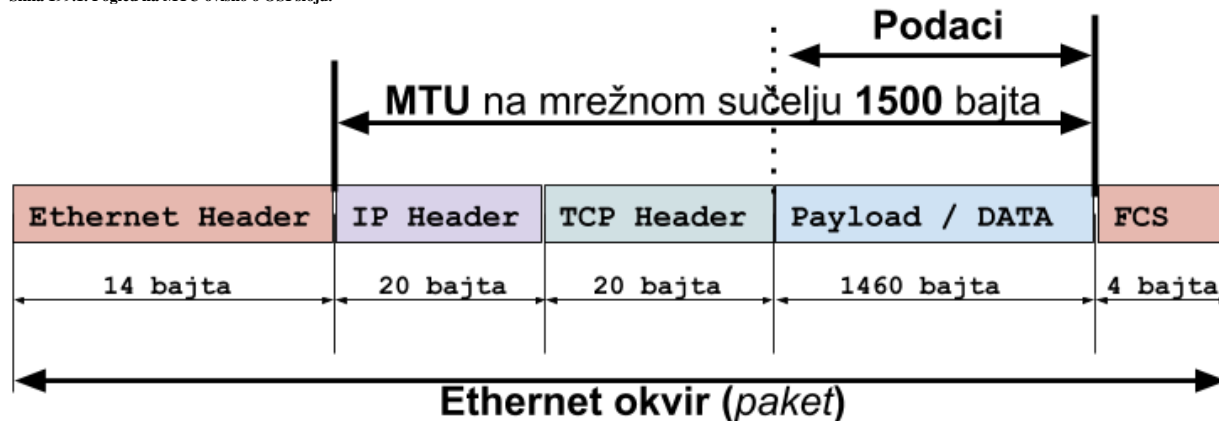 Podaci
MTU na mrežnom sučelju 1500 bajta
Ethernet Header IP Header TCP Header Payload / DATA FCS
14 bajta 20 bajta 20 bajta 1460 bajta 4 bajta
Ethernet okvir (paket)